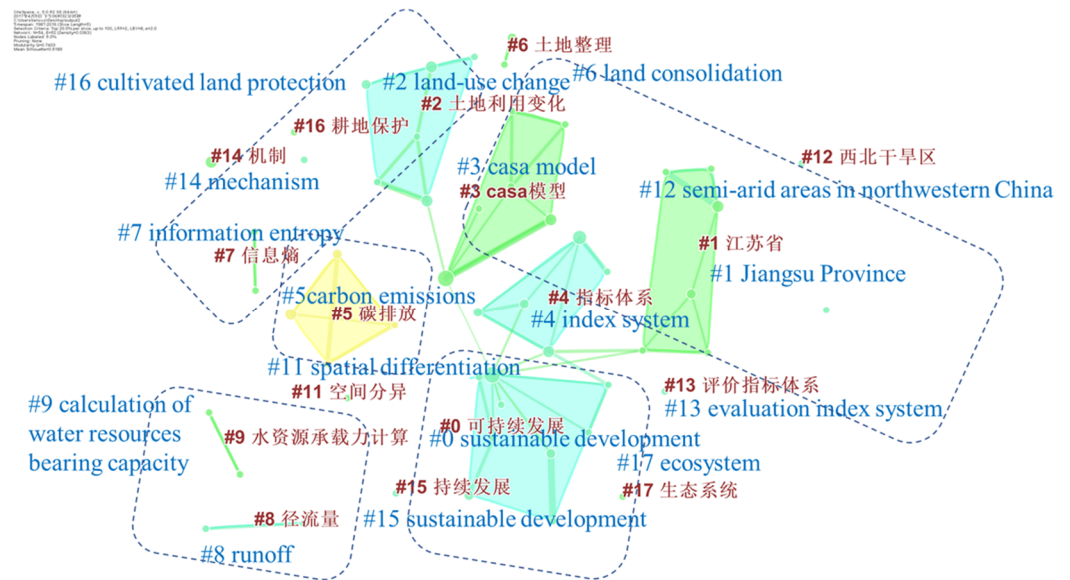 #6 土地整理
#16 cultivated land protection
#2 land-use change
#6 land consolidation
#2 土地利用变化
#16 耕地保护
#14 机制
#12 西北干旱区
#3 casa model
#14 mechanism
#3 casa模型
#12 semi-arid areas in northwestern China
#7 information entropy
#7 信息熵
#1 江苏省
#1 Jiangsu Province
#5carbon emissions
#4 指标体系
#5 碳排放
#4 index system
#11 spatial differentiation
#11 空间分异
#13 评价指标体系
#13 evaluation index system
#9 calculation of
water resources
bearing capacity
#9 水资源承载力计算
#0 可持续发展
#0 sustainable development
#17 ecosystem
#15 持续发展
#17 生态系统
#8 径流量
#15 sustainable development
#8 runoff